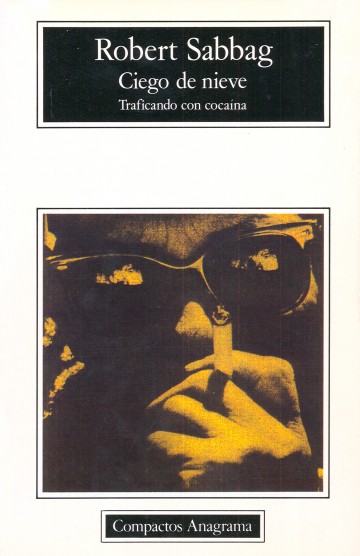 Robert Sabbag
Ciego de nieve
Traficando con cocaína
Compactos Anagrama